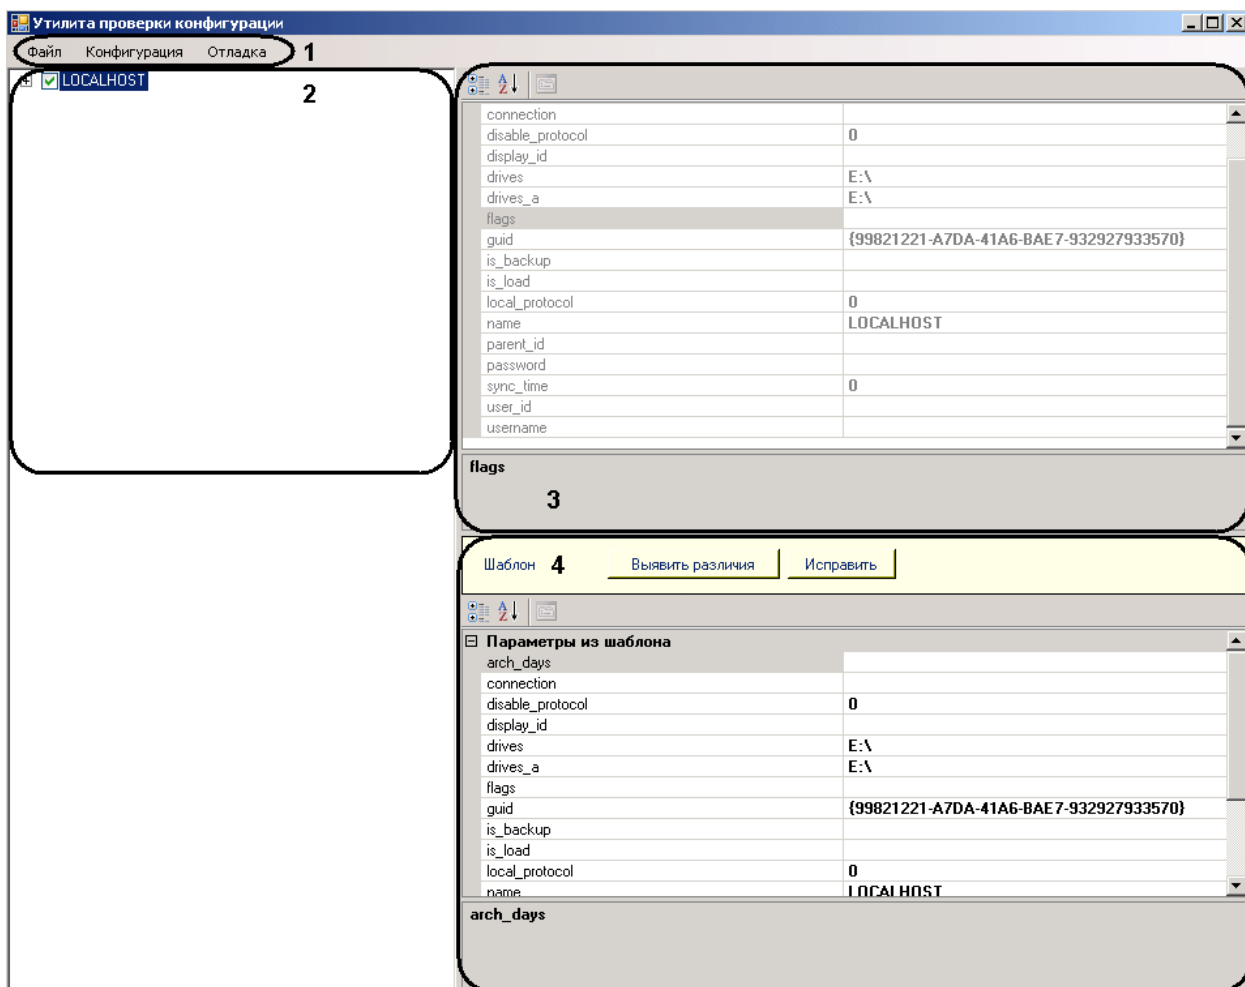 Утилита проверки конфигурации
Файл Конфигурация Отладка 1
LOCALHOST
2
connection
disable_protocol 0
display_id
drives E:\
drives_a E:\
flags
guid {99821221-A7DA-41A6-BAE7-932927933570}
is_backup
is_load
local_protocol 0
name LOCALHOST
parent_id
password
sync_time 0
user_id
username
flags
3
Шаблон 4 Выявить различия Исправить
Параметры из шаблона
arch_days
connection
disable_protocol 0
display_id
drives E:\
drives_a E:\
flags
guid {99821221-A7DA-41A6-BAE7-932927933570}
is_backup
is_load
local_protocol 0
name LOCALHOST
arch_days